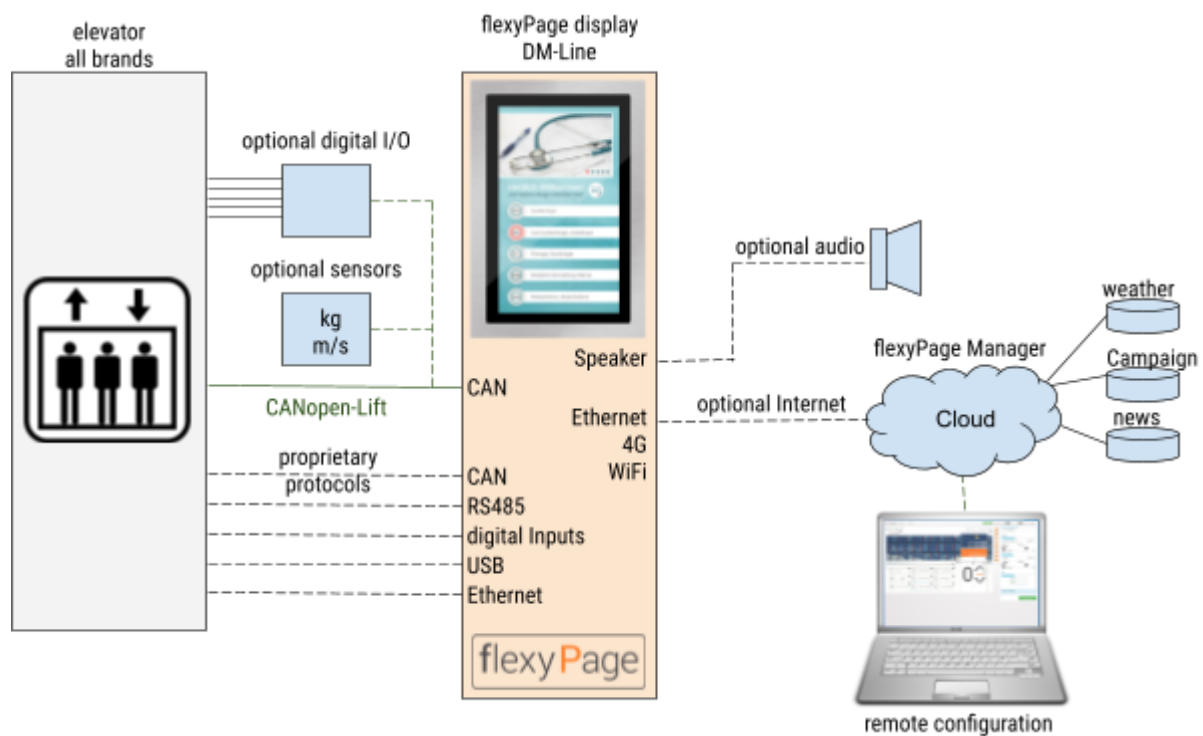 elevator
all brands
flexyPage display
DM-Line
optional digital I/O
optional sensors
kg
m/s
CANopen-Lift
proprietary
protocols
CAN
CAN
RS485
digital Inputs
USB
Ethernet
Speaker
Ethernet
4G
WiFi
flexyPage
optional audio
optional Internet
flexyPage Manager
Cloud
weather
Campaign
news
remote configuration